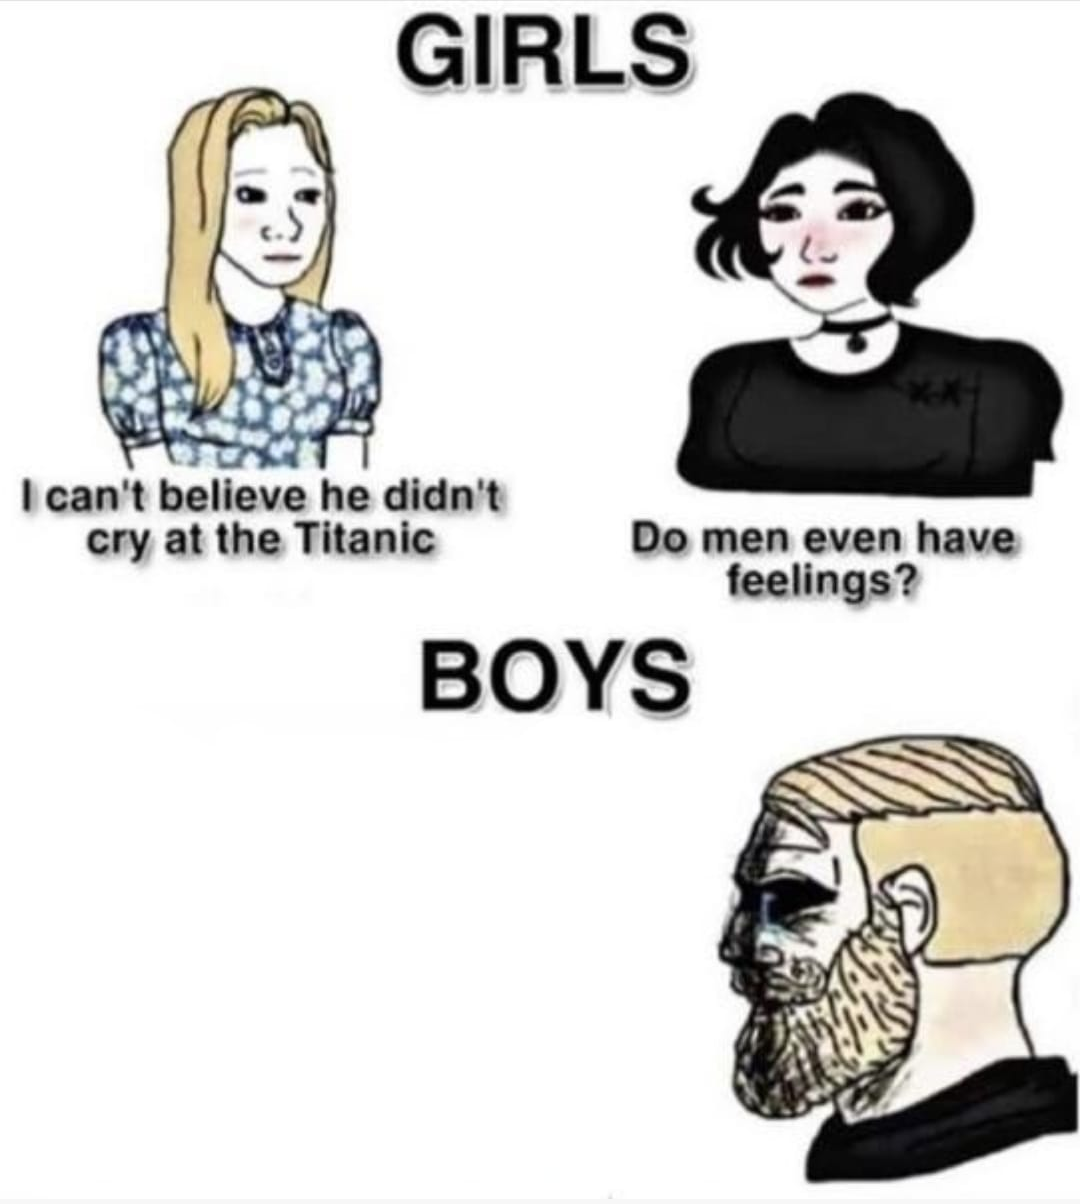 GIRLS
I can't believe he didn't
cry at the Titanic
Do men even have
feelings?
BOYS